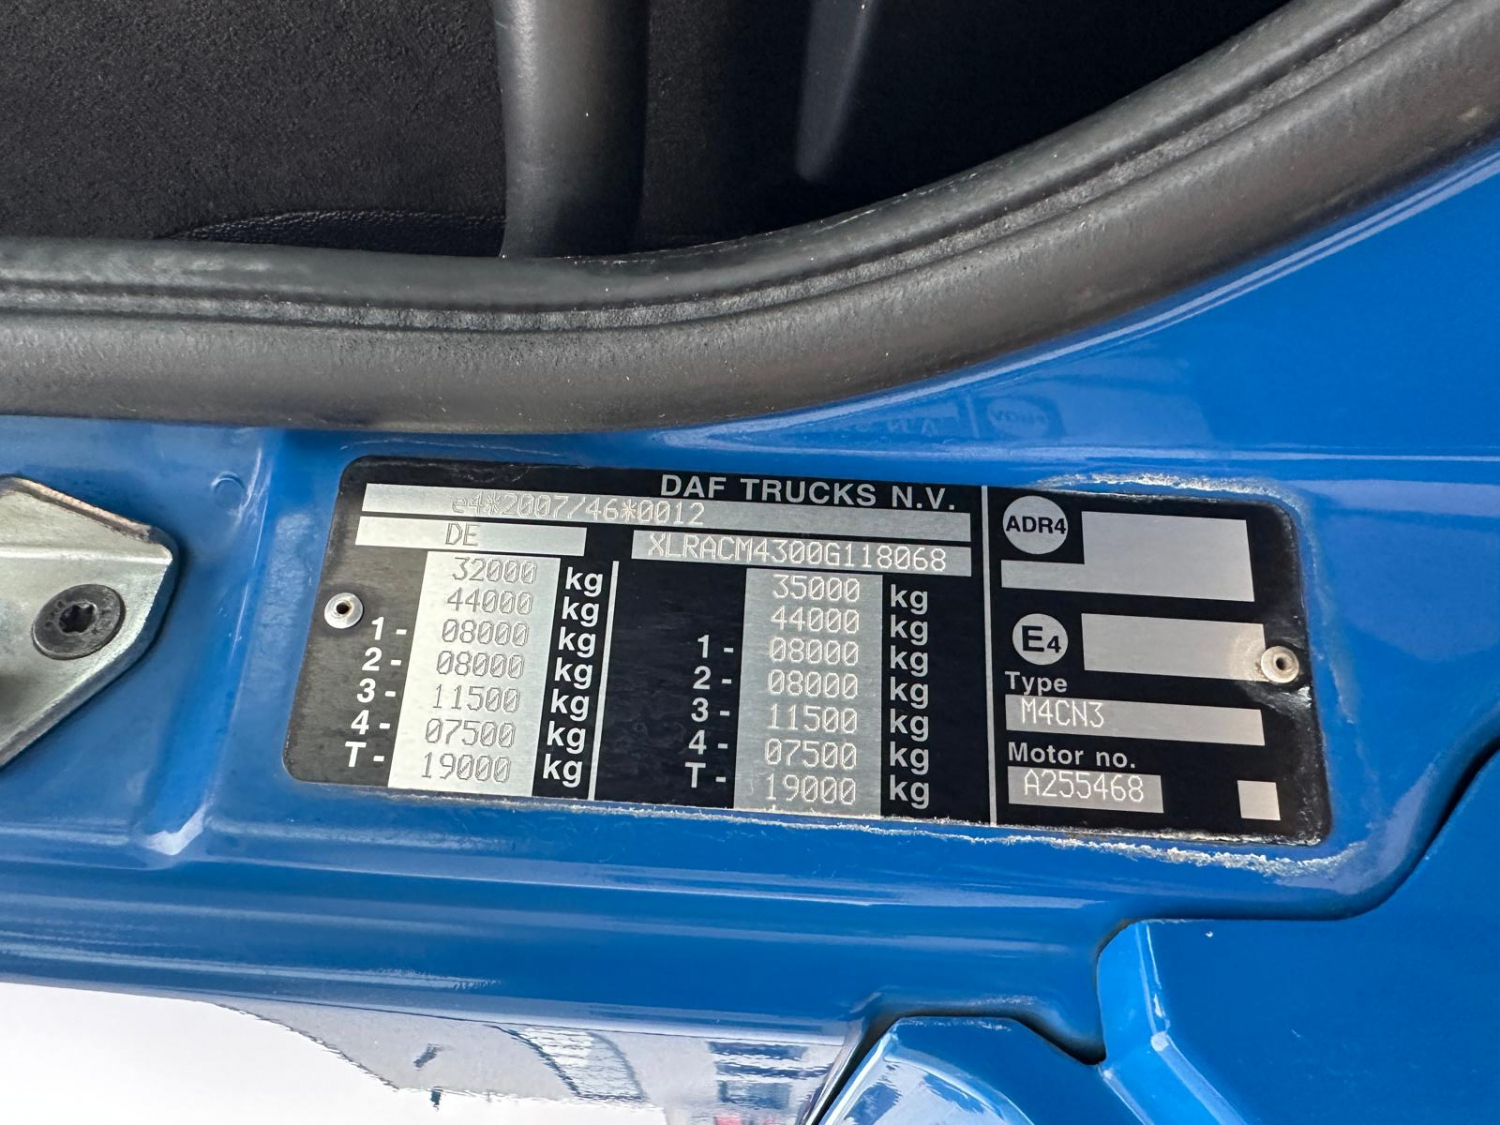 DAF TRUCKS N.V.
e4*2007/46*0012
DE
XLRACM4300G118068
32000 kg
44000 kg
1- 08000 kg
2- 08000 kg
3- 11500 kg
4- 07500 kg
T- 19000 kg
35000 kg
44000 kg
1- 08000 kg
2- 08000 kg
3- 11500 kg
4- 07500 kg
T- 19000 kg
ADR4
E4
Type
M4CN3
Motor no.
A255468